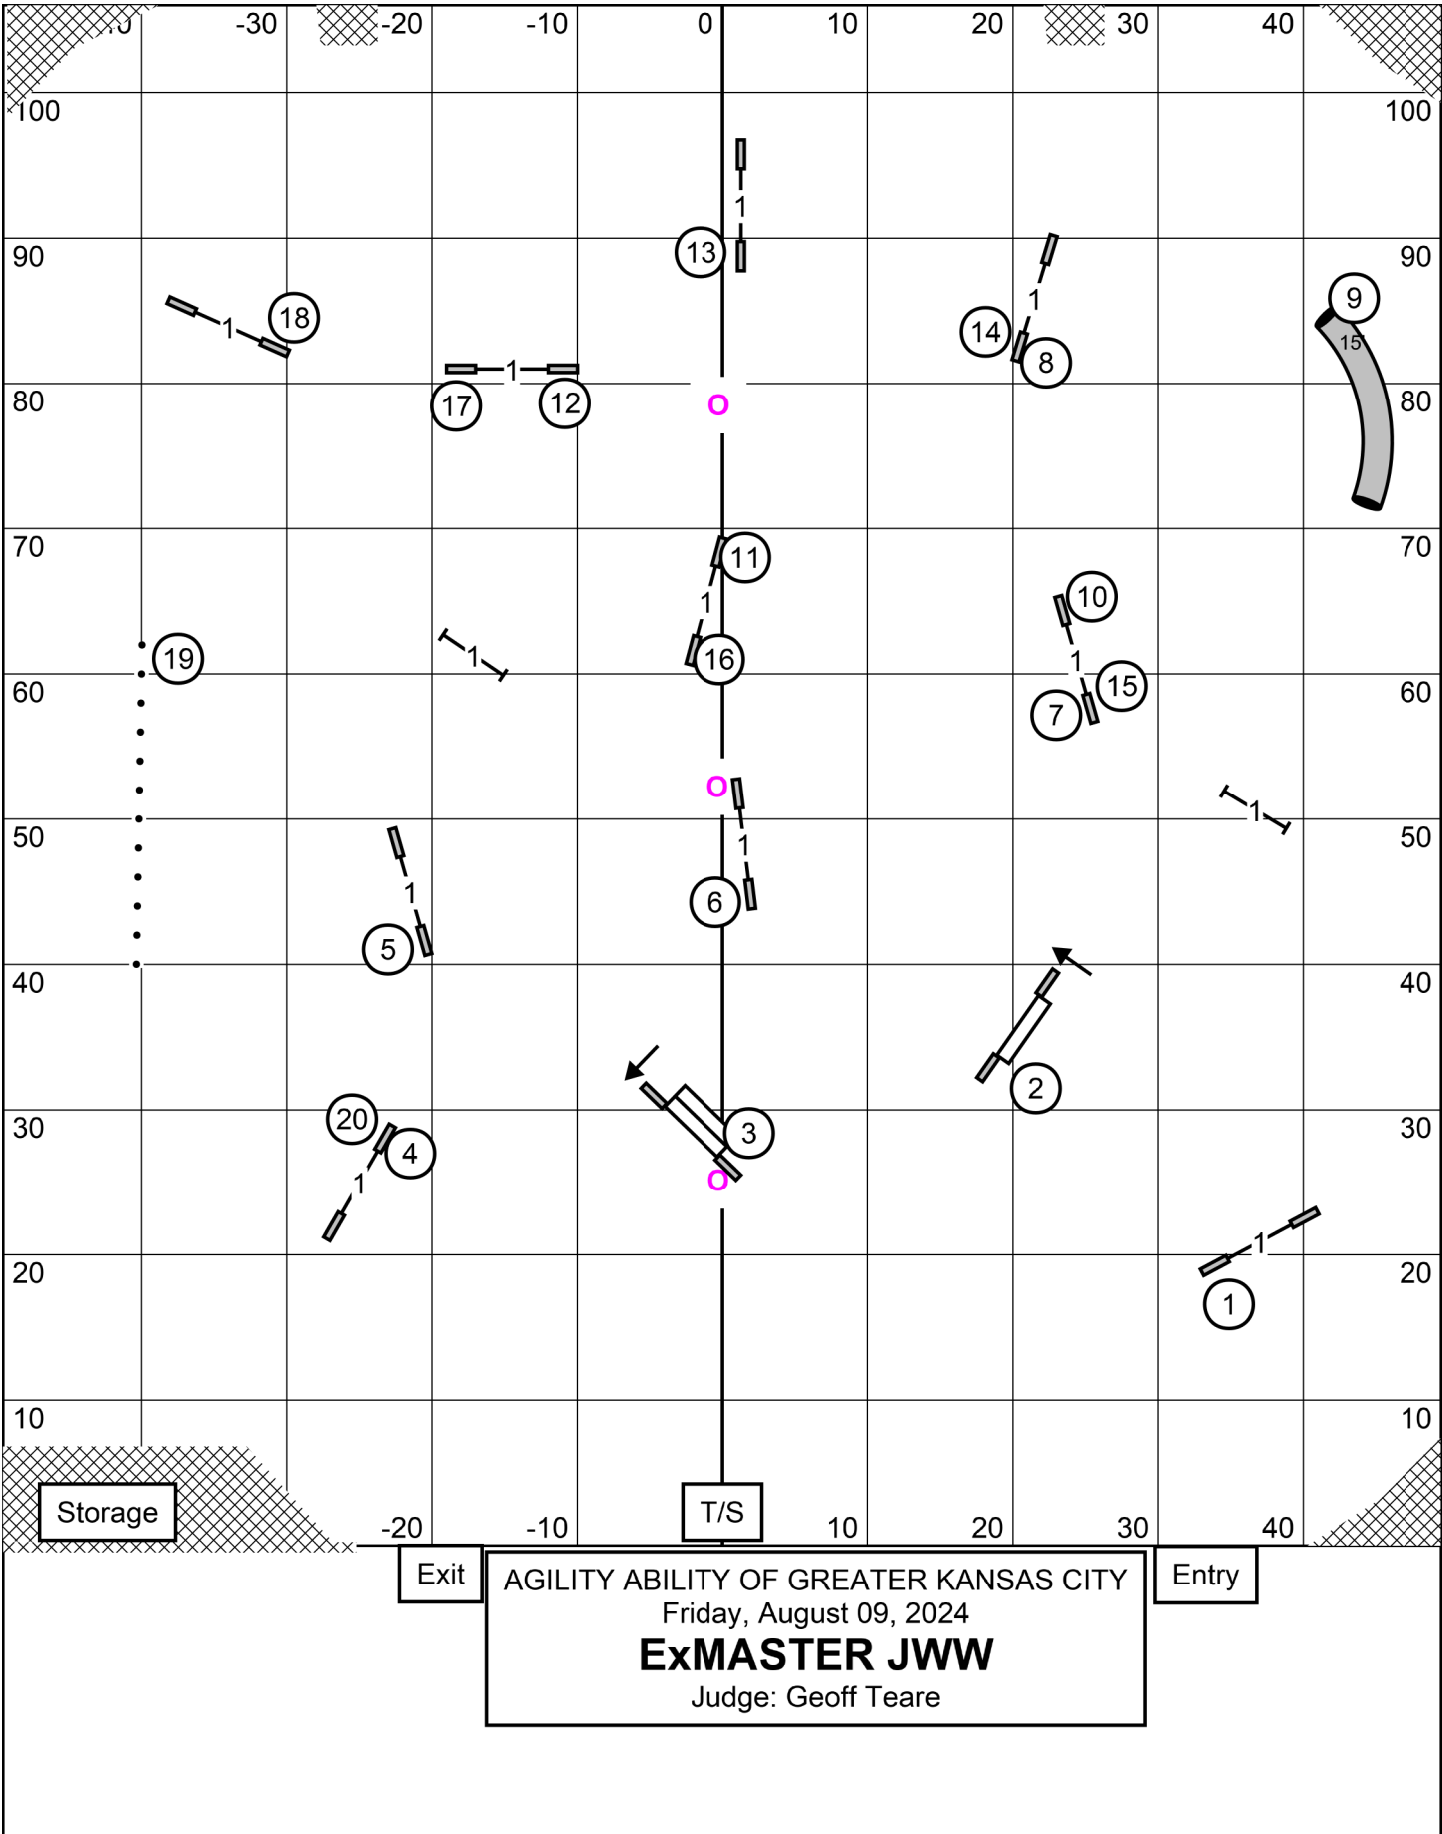 -30 -20 -10 0 10 20 30 40
100 100
1
13
90 90
9
18 1 1 15
14
8
1
17 12
80 80
O
70 70
11
10
1
16
19 1 1
15
7
60 60
O
1
50 50
1
1
6
5
40 40
2
20 3
30 30
4
1
O
1
20 20
1
10 10
Storage T/S
-20 -10 10 20 30 40
Exit Entry
AGILITY ABILITY OF GREATER KANSAS CITY
Friday, August 09, 2024
ExMASTER JWW
Judge: Geoff Teare